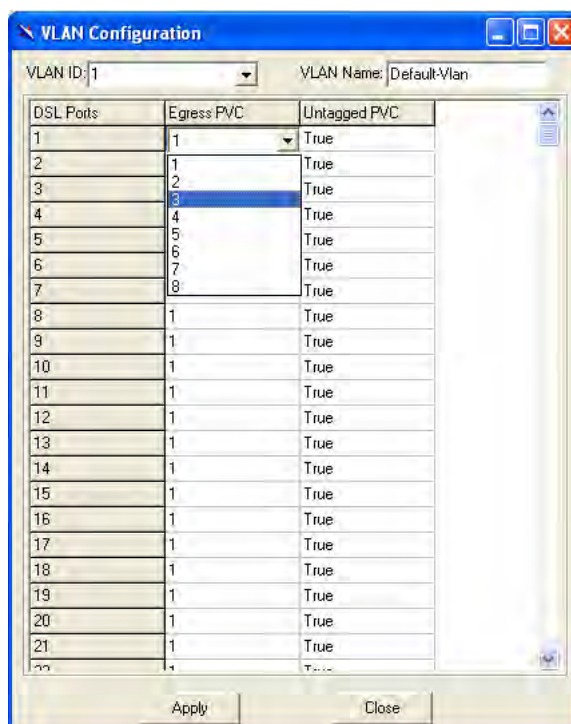 VLAN Configuration
VLAN ID: 1 VLAN Name: Default-Vlan
DSL Ports Egress PVC Untagged PVC
1 1 True
2 1 True
3 2 True
4 3 True
5 4 True
6 5 True
7 6 True
7
8
8 1 True
9 1 True
10 1 True
11 1 True
12 1 True
13 1 True
14 1 True
15 1 True
16 1 True
17 1 True
18 1 True
19 1 True
20 1 True
21 1 True
22 1 True
Apply Close